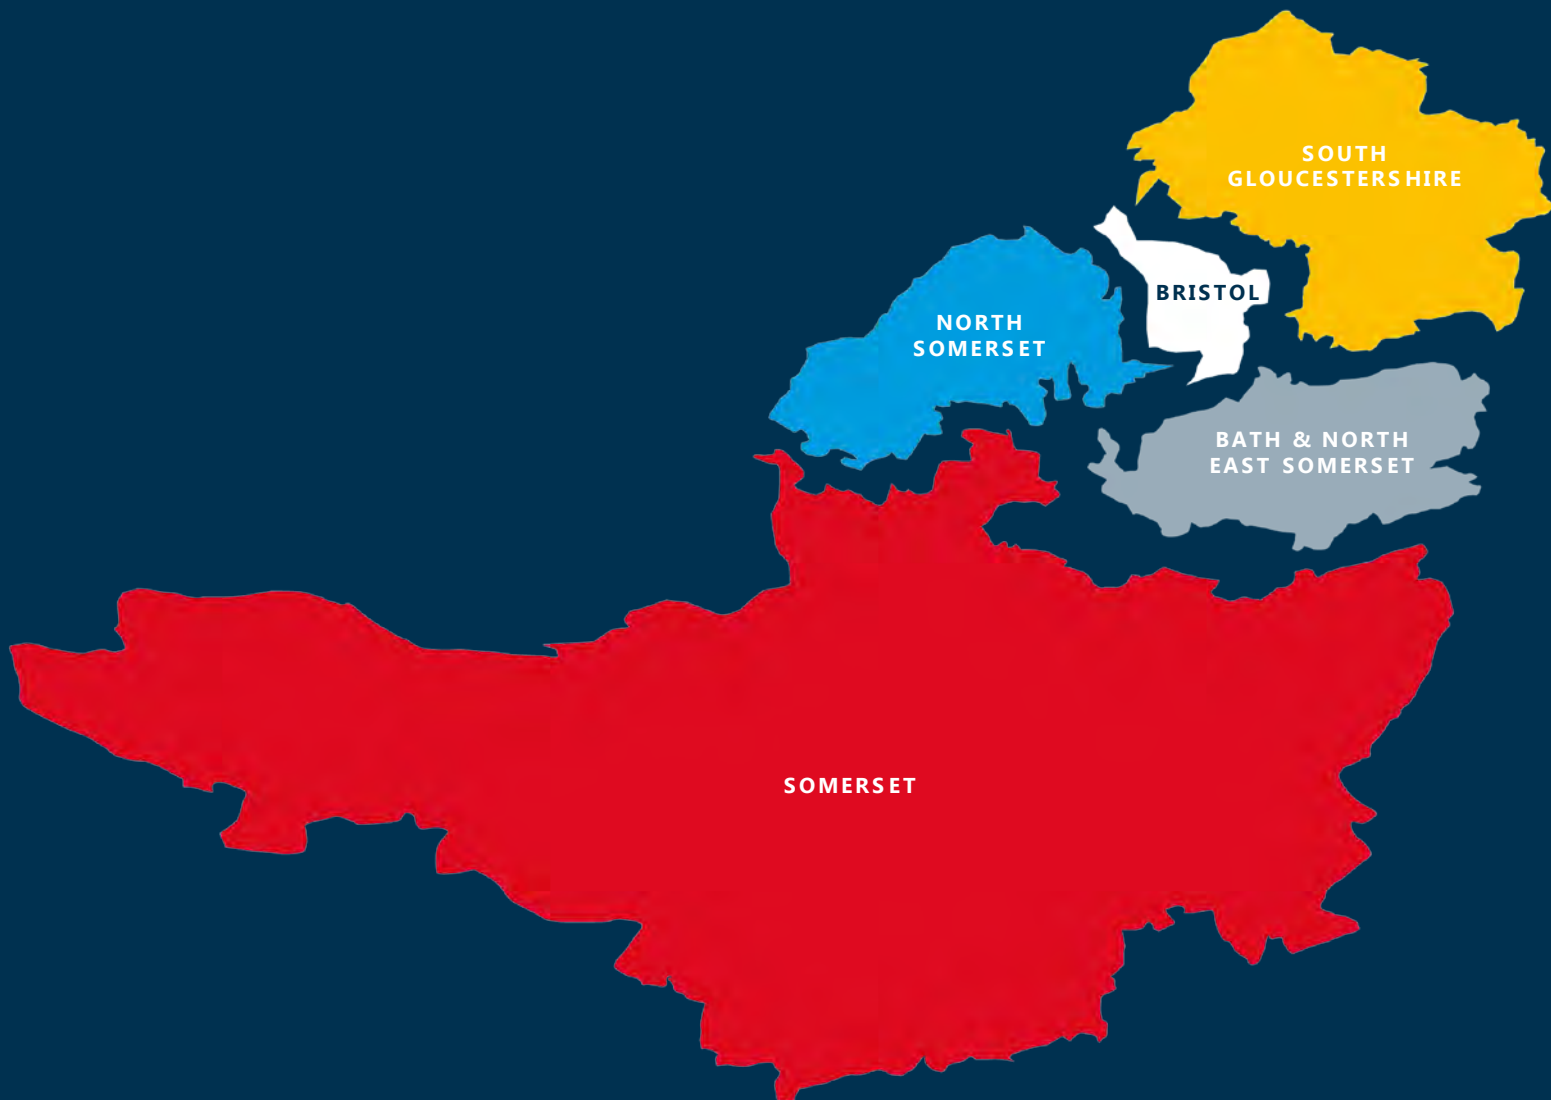 SOUTH
GLOUCESTERSHIRE
BRISTOL
NORTH
SOMERSET
BATH & NORTH
EAST SOMERSET
SOMERSET